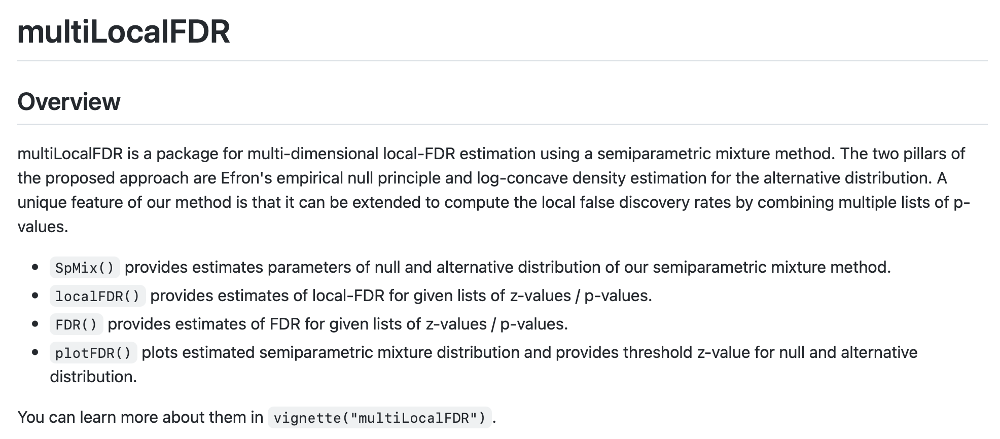 multiLocalFDR
Overview
multiLocalFDR is a package for multi-dimensional local-FDR estimation using a semiparametric mixture method. The two pillars of
the proposed approach are Efron's empirical null principle and log-concave density estimation for the alternative distribution. A
unique feature of our method is that it can be extended to compute the local false discovery rates by combining multiple lists of p-
values.
• SpMix() provides estimates parameters of null and alternative distribution of our semiparametric mixture method.
• localFDR() provides estimates of local-FDR for given lists of z-values / p-values.
• FDR() provides estimates of FDR for given lists of z-values / p-values.
• plotFDR() plots estimated semiparametric mixture distribution and provides threshold z-value for null and alternative
distribution.
You can learn more about them in vignette("multiLocalFDR").